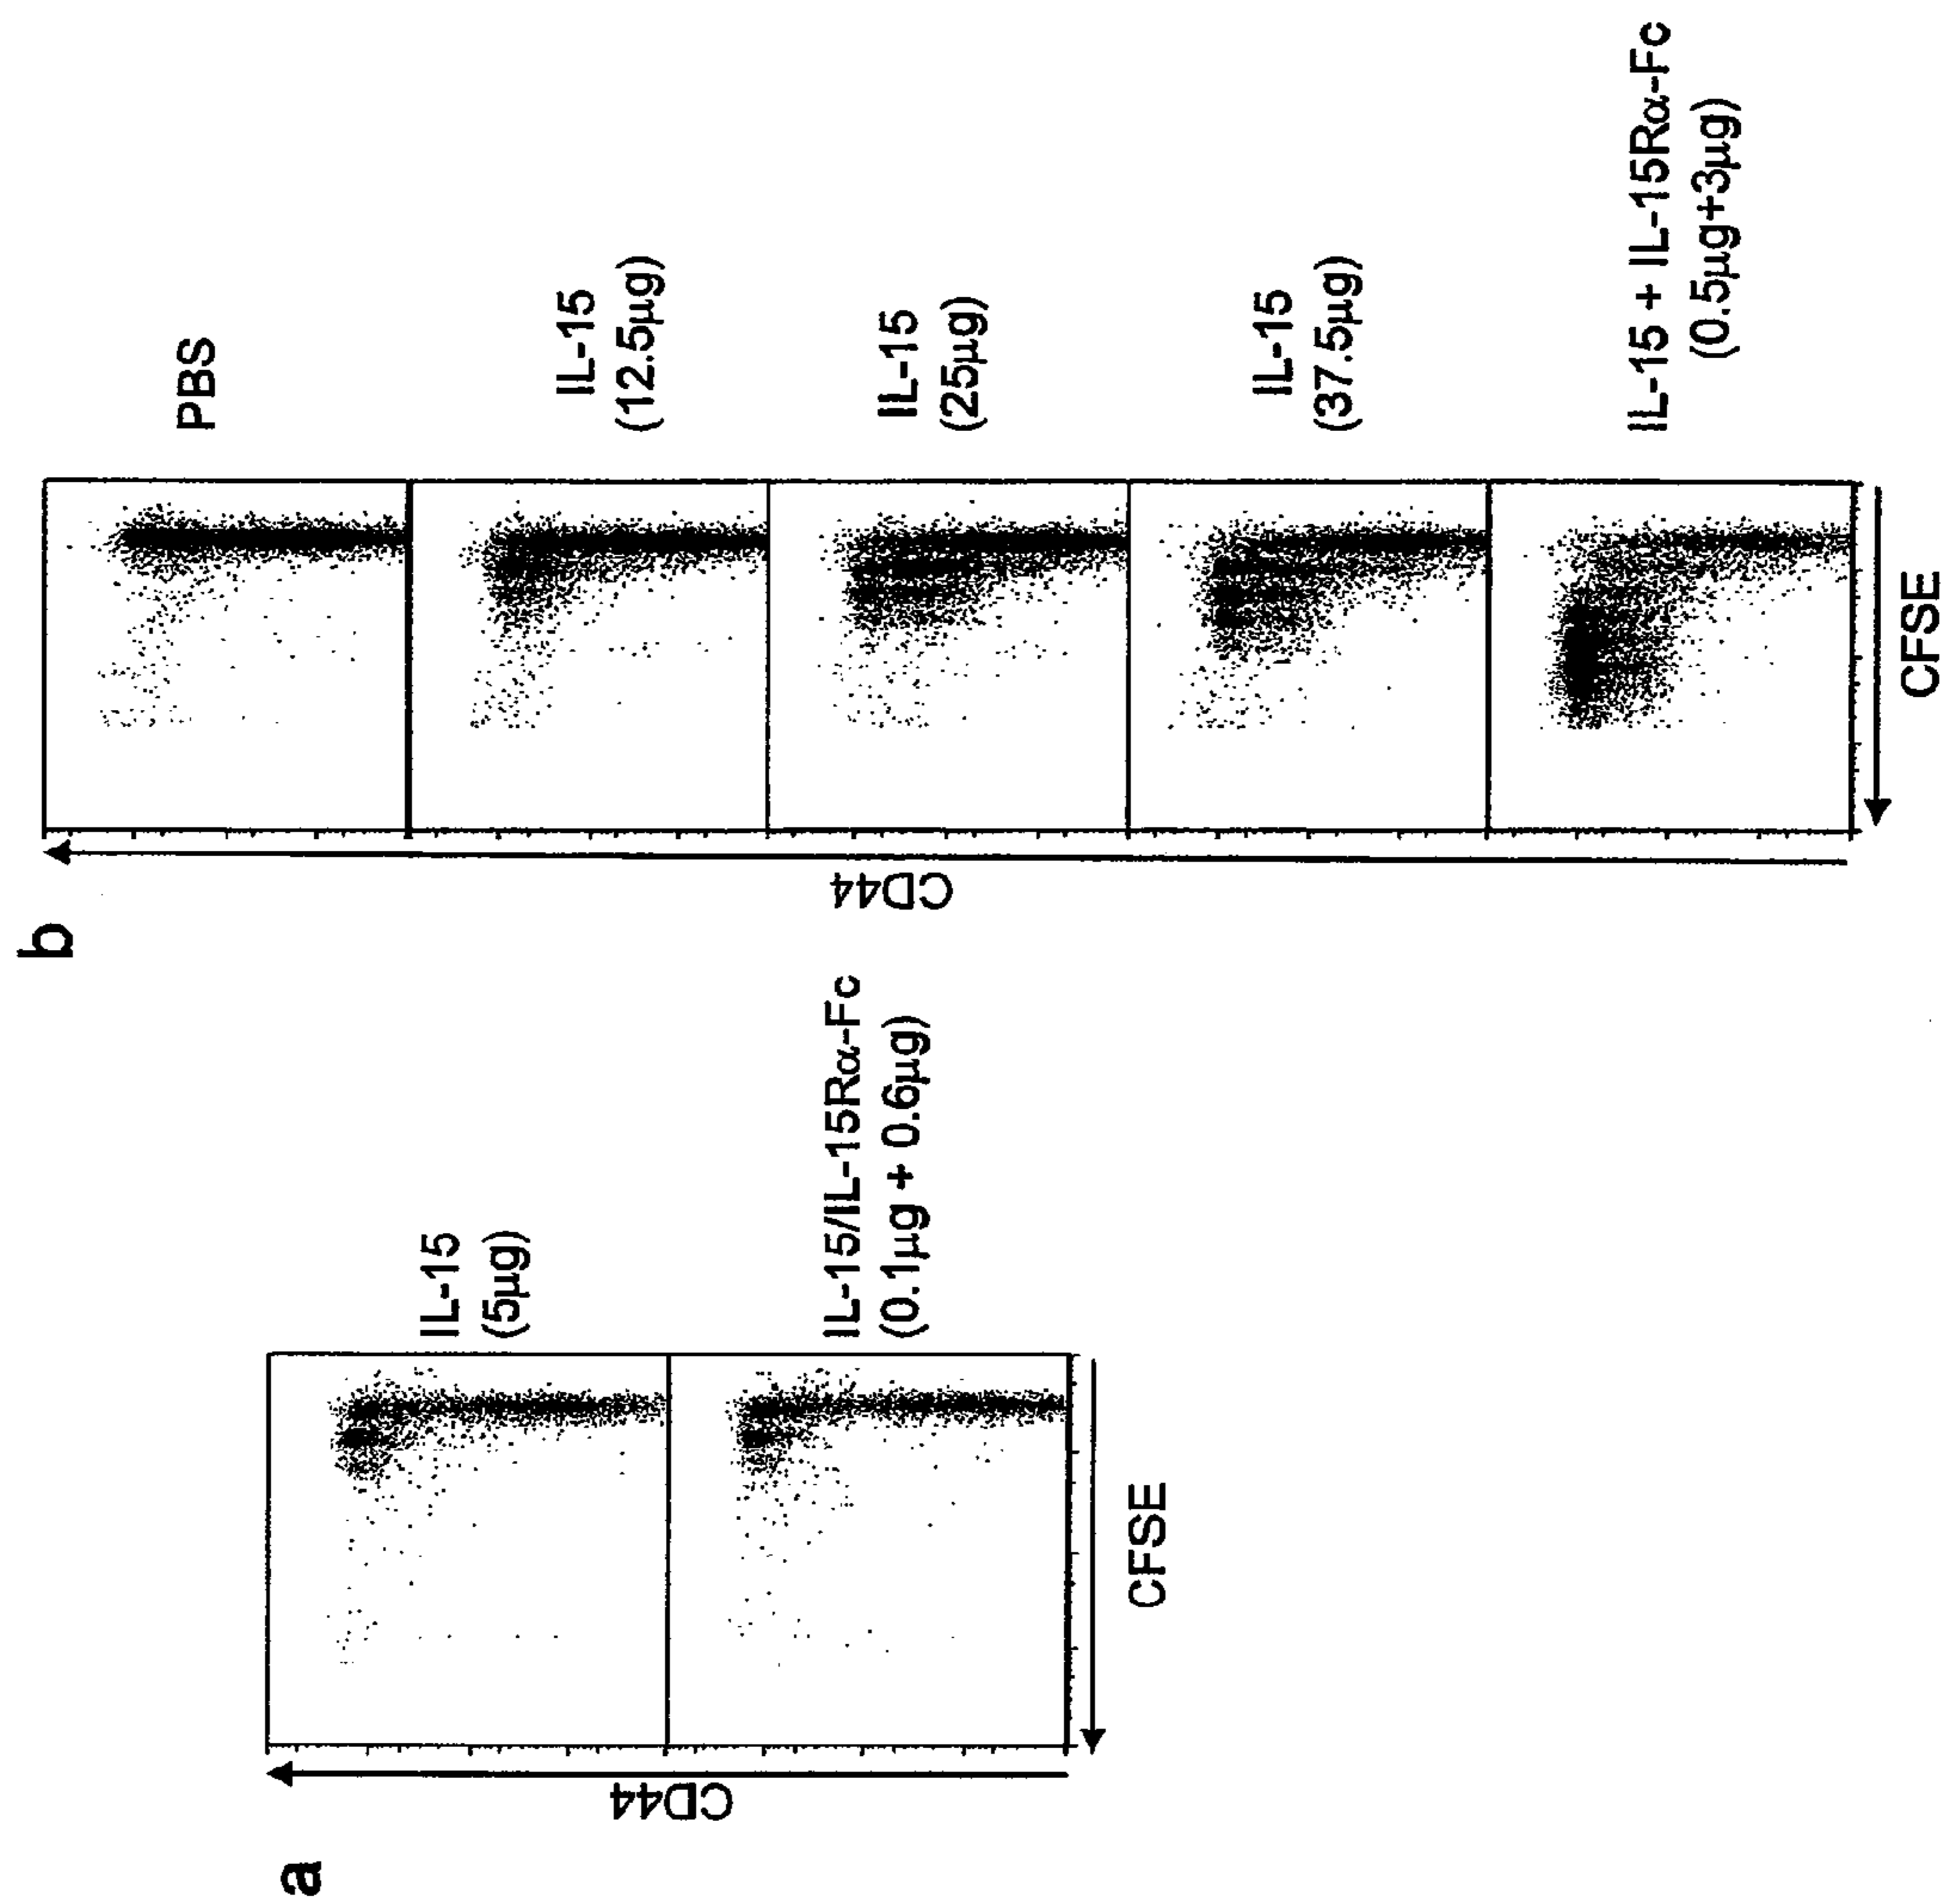 a
CD44
IL-15
(5μg)
IL-15/IL-15Rα-Fc
(0.1μg + 0.6μg)
CFSE
b
CD44
PBS
IL-15
(12.5μg)
IL-15
(25μg)
IL-15
(37.5μg)
IL-15 + IL-15Rα-Fc
(0.5μg+3μg)
CFSE